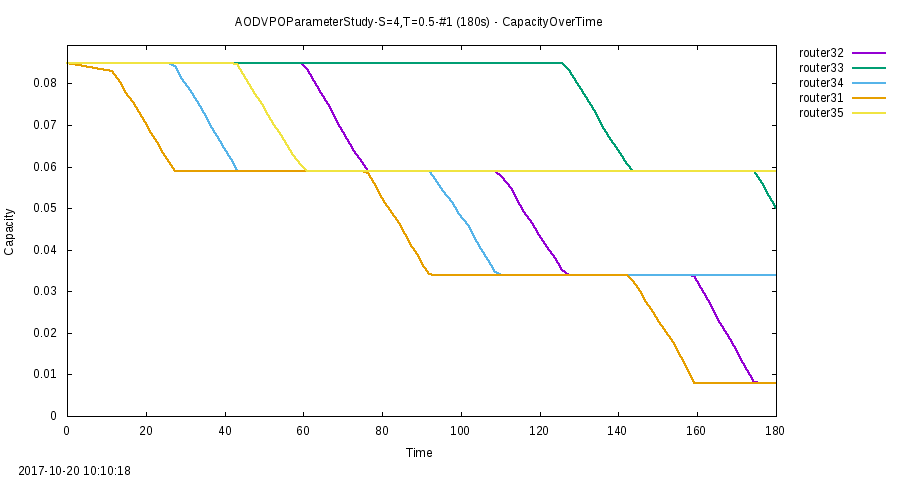 AODVPOParameterStudy-S=4,T=0.5-#1 (180s) - CapacityOverTime
router32
router33
router34
router31
router35
0.08
0.07
0.06
0.05
0.04
0.03
0.02
0.01
0
Capacity
0 20 40 60 80 100 120 140 160 180
Time
2017-10-20 10:10:18